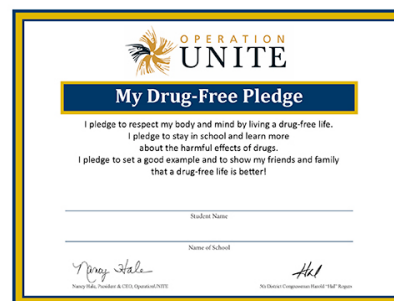 OPERATION
UNITE
My Drug-Free Pledge
I pledge to respect my body and mind by living a drug-free life.
I pledge to stay in school and learn more
about the harmful effects of drugs.
I pledge to set a good example and to show my friends and family
that a drug-free life is better!
Student Name
Name of School
Nancy Hale
Hal
Nancy Hale, President & CEO, Operation UNITE
District Congressman Harold "Hal" Rogers